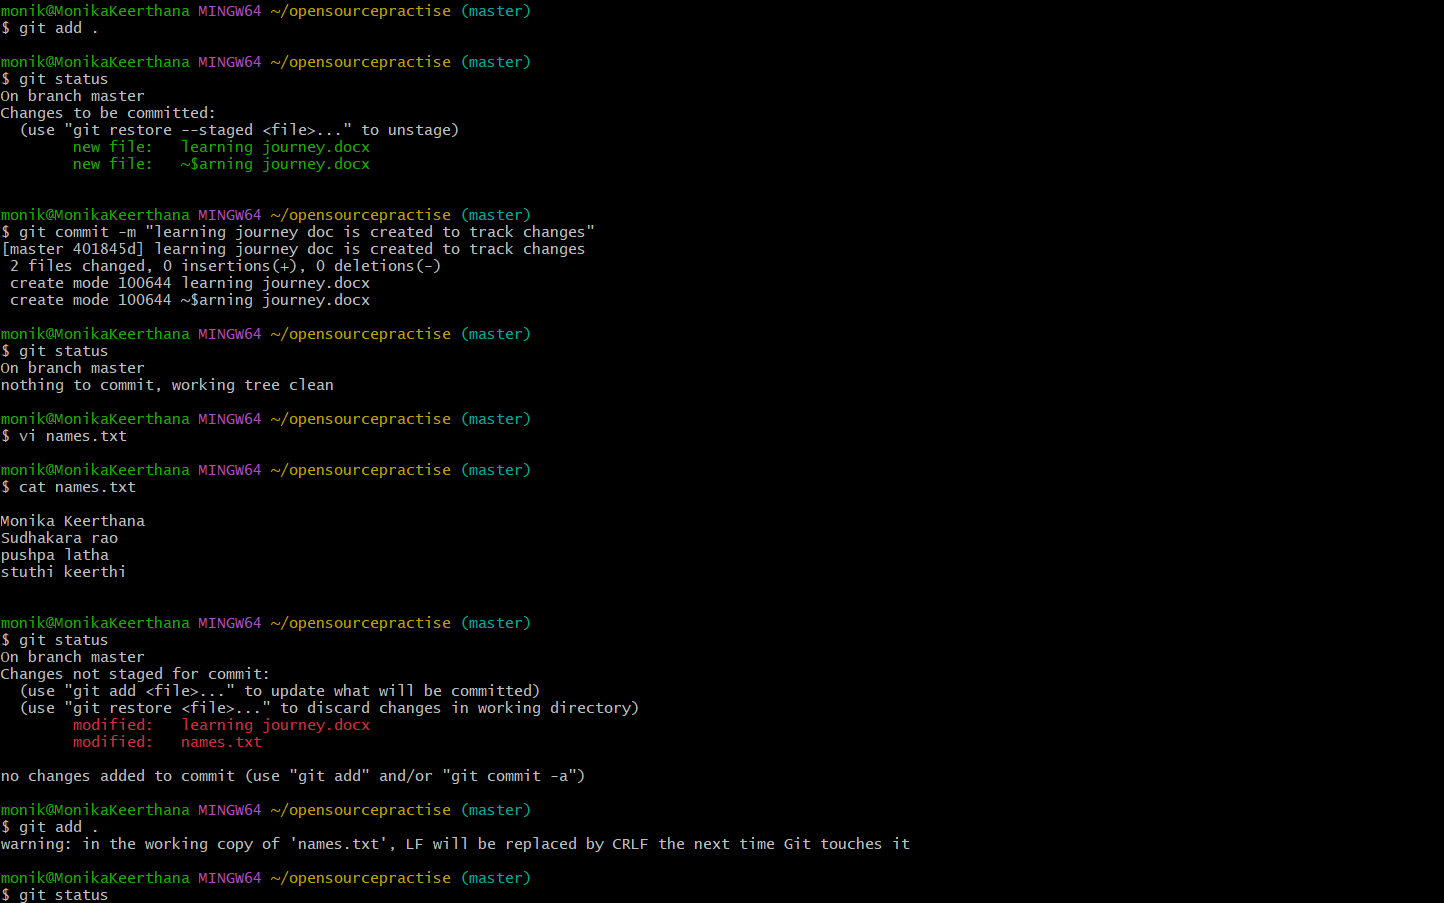 monik@MonikaKeerthana MINGW64 ~/opensourcepractise (master)
$ git add .
monik@MonikaKeerthana MINGW64 ~/opensourcepractise (master)
$ git status
On branch master
Changes to be committed:
  (use "git restore --staged <file>..." to unstage)
        new file:   learning journey.docx
        new file:   ~$arning journey.docx
monik@MonikaKeerthana MINGW64 ~/opensourcepractise (master)
$ git commit -m "learning journey doc is created to track changes"
[master 401845d] learning journey doc is created to track changes
 2 files changed, 0 insertions(+), 0 deletions(-)
 create mode 100644 learning journey.docx
 create mode 100644 ~$arning journey.docx
monik@MonikaKeerthana MINGW64 ~/opensourcepractise (master)
$ git status
On branch master
nothing to commit, working tree clean
monik@MonikaKeerthana MINGW64 ~/opensourcepractise (master)
$ vi names.txt
monik@MonikaKeerthana MINGW64 ~/opensourcepractise (master)
$ cat names.txt
Monika Keerthana
Sudhakara rao
pushpa latha
stuthi keerthi
monik@MonikaKeerthana MINGW64 ~/opensourcepractise (master)
$ git status
On branch master
Changes not staged for commit:
  (use "git add <file>..." to update what will be committed)
  (use "git restore <file>..." to discard changes in working directory)
        modified:   learning journey.docx
        modified:   names.txt
no changes added to commit (use "git add" and/or "git commit -a")
monik@MonikaKeerthana MINGW64 ~/opensourcepractise (master)
$ git add .
warning: in the working copy of 'names.txt', LF will be replaced by CRLF the next time Git touches it
monik@MonikaKeerthana MINGW64 ~/opensourcepractise (master)
$ git status